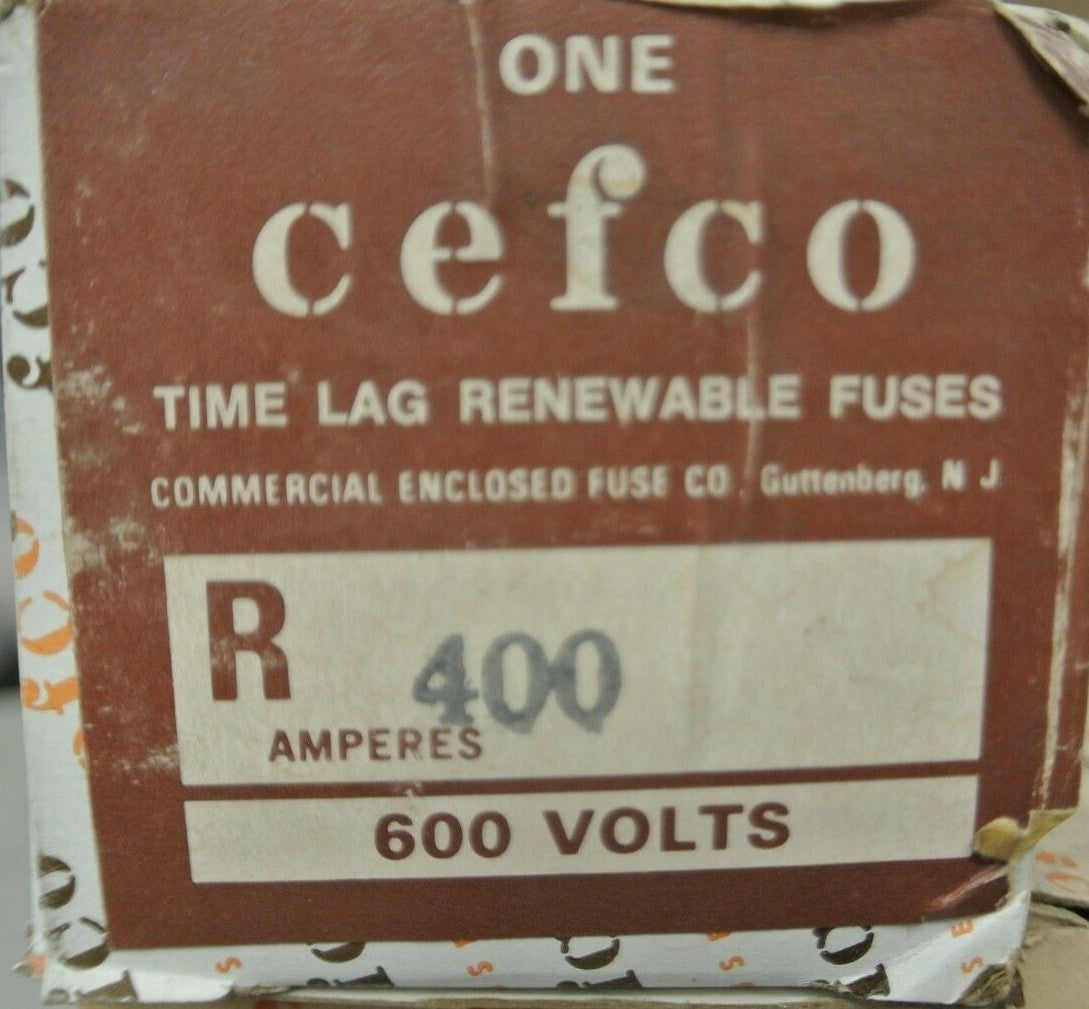 ONE
cefco
TIME LAG RENEWABLE FUSES
COMMERCIAL ENCLOSED FUSE CO. Guttenberg, N J
R 400
AMPERES
600 VOLTS